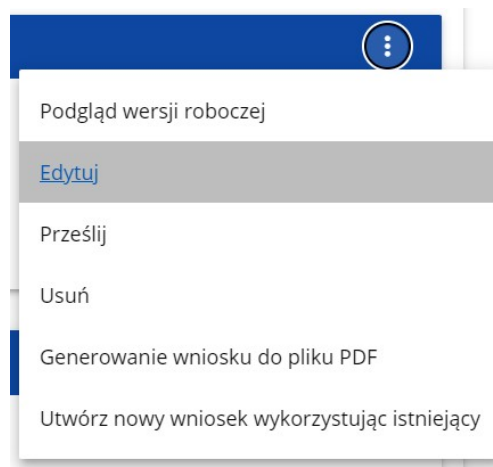 Podgląd wersji roboczej
Edytuj
Prześlij
Usuń
Generowanie wniosku do pliku PDF
Utwórz nowy wniosek wykorzystując istniejący